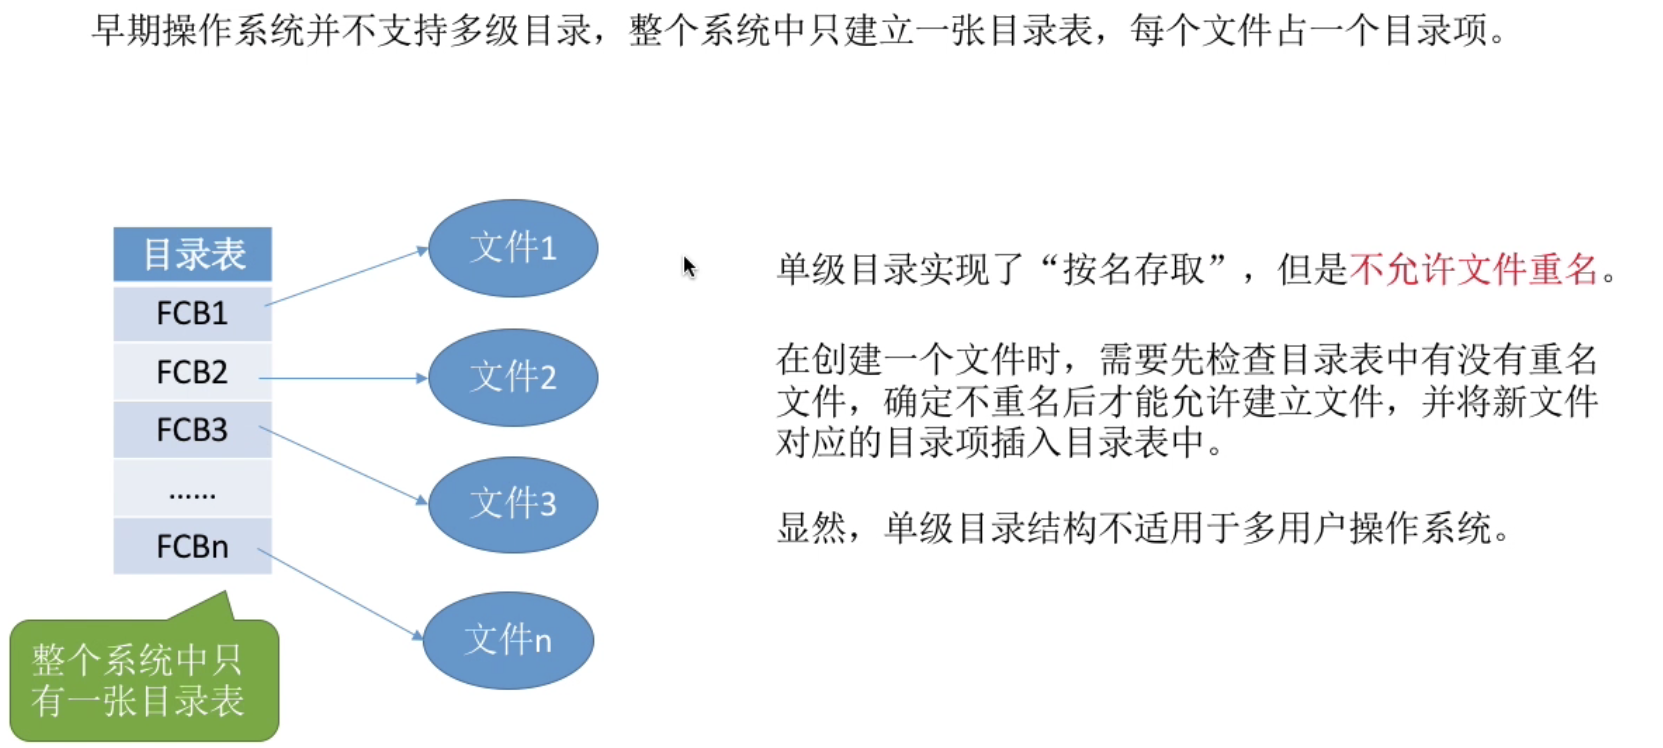 早期操作系统并不支持多级目录，整个系统中只建立一张目录表，每个文件占一个目录项。
目录表
FCB1
FCB2
FCB3
……
FCBn
文件1
文件2
文件3
文件n
整个系统中只
有一张目录表
单级目录实现了“按名存取”，但是不允许文件重名。
在创建一个文件时，需要先检查目录表中有没有重名
文件，确定不重名后才能允许建立文件，并将新文件
对应的目录项插入目录表中。
显然，单级目录结构不适用于多用户操作系统。